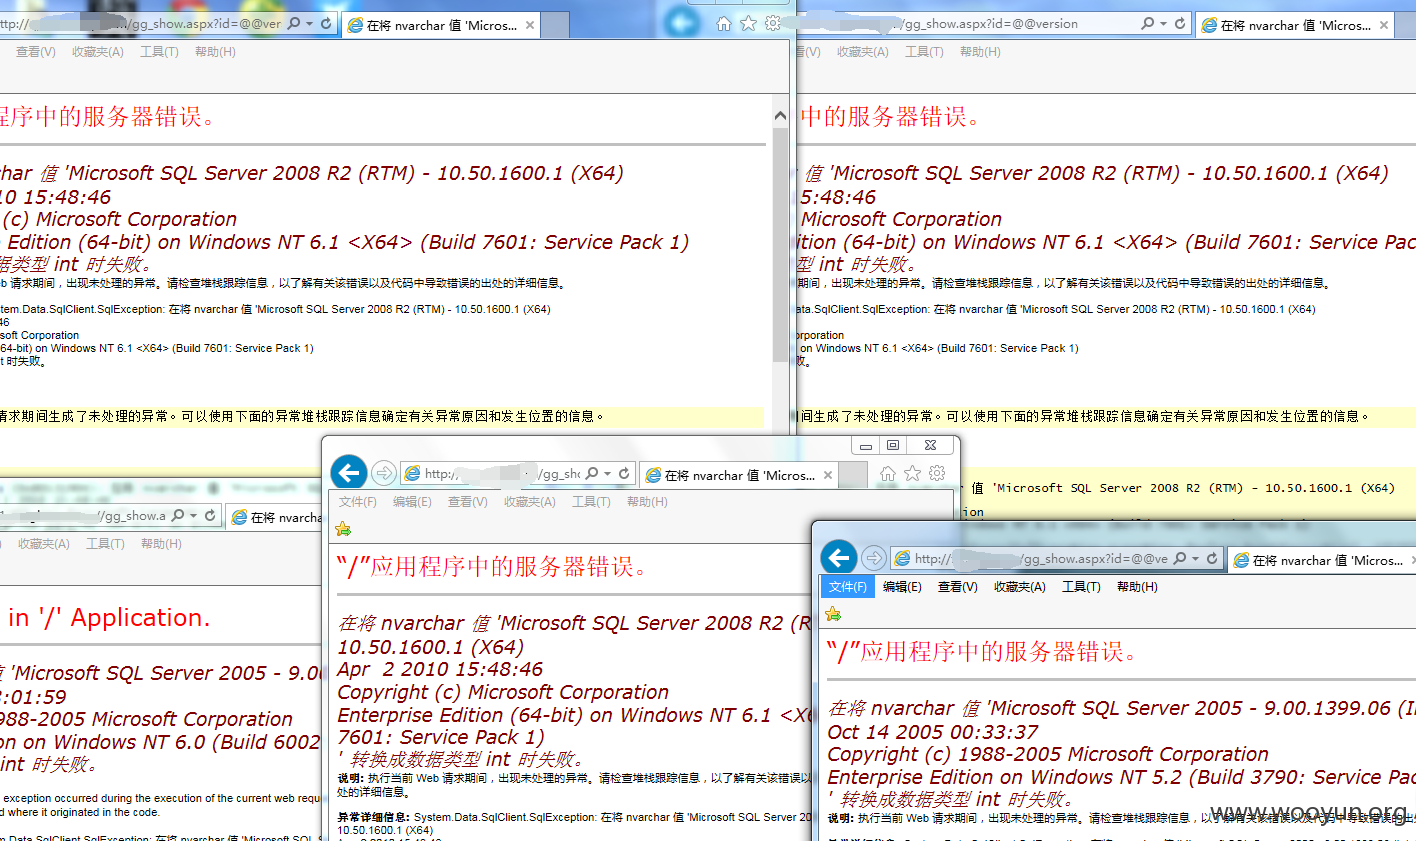 ttp://
/gg_show.aspx?id=@@ver
在将 nvarchar 值 'Micros...
查看(V) 收藏夹(A) 工具(T) 帮助(H)
程序中的服务器错误。
char 值 'Microsoft SQL Server 2008 R2 (RTM) - 10.50.1600.1 (X64)
10 15:48:46
(c) Microsoft Corporation
Edition (64-bit) on Windows NT 6.1 <X64> (Build 7601: Service Pack 1)
据类型 int 时失败。
b 请求期间，出现未处理的异常。请检查堆栈跟踪信息，以了解有关该错误以及代码中导致错误的出处的详细信息。
tem.Data.SqlClient.SqlException: 在将 nvarchar 值 'Microsoft SQL Server 2008 R2 (RTM) - 10.50.1600.1 (X64)
46
soft Corporation
64-bit) on Windows NT 6.1 <X64> (Build 7601: Service Pack 1)
t 时失败。
请求期间生成了未处理的异常。可以使用下面的异常堆栈跟踪信息确定有关异常原因和发生位置的信息。
/gg_show.aspx?id=@@version
在将 nvarchar 值 'Micros...
(V) 收藏夹(A) 工具(T) 帮助(H)
中的服务器错误。
值 'Microsoft SQL Server 2008 R2 (RTM) - 10.50.1600.1 (X64)
5:48:46
Microsoft Corporation
ition (64-bit) on Windows NT 6.1 <X64> (Build 7601: Service Pac
型 int 时失败。
期间，出现未处理的异常。请检查堆栈跟踪信息，以了解有关该错误以及代码中导致错误的出处的详细信息。
ata.SqlClient.SqlException: 在将 nvarchar 值 'Microsoft SQL Server 2008 R2 (RTM) - 10.50.1600.1 (X64)
orporation
on Windows NT 6.1 <X64> (Build 7601: Service Pack 1)
败。
间生成了未处理的异常。可以使用下面的异常堆栈跟踪信息确定有关异常原因和发生位置的信息。
r 值 'Microsoft SQL Server 2008 R2 (RTM) - 10.50.1600.1 (X64)
tion
/gg_show.a
在将 nvarcha
收藏夹(A) 工具(T) 帮助(H)
in '/' Application.
值 'Microsoft SQL Server 2005 - 9.00
3:01:59
988-2005 Microsoft Corporation
on on Windows NT 6.0 (Build 6002
int 时失败。
exception occurred during the execution of the current web reque
d where it originated in the code.
m.Data.SqlClient.SqlException: 在将 nvarchar 值 'Microsoft SQL
http://
/gg_sho
在将 nvarchar 值 'Micros...
文件(F) 编辑(E) 查看(V) 收藏夹(A) 工具(T) 帮助(H)
“/”应用程序中的服务器错误。
在将 nvarchar 值 'Microsoft SQL Server 2008 R2 (R
10.50.1600.1 (X64)
Apr 2 2010 15:48:46
Copyright (c) Microsoft Corporation
Enterprise Edition (64-bit) on Windows NT 6.1 <X6
7601: Service Pack 1)
' 转换成数据类型 int 时失败。
说明: 执行当前 Web 请求期间，出现未处理的异常。请检查堆栈跟踪信息，以了解有关该错误以
处的详细信息。
异常详细信息: System.Data.SqlClient.SqlException: 在将 nvarchar 值 'Microsoft SQL Server 20
10.50.1600.1 (X64)
http://
/gg_show.aspx?id=@@ve
在将 nvarchar 值 'Micros...
文件(F) 编辑(E) 查看(V) 收藏夹(A) 工具(T) 帮助(H)
“/”应用程序中的服务器错误。
在将 nvarchar 值 'Microsoft SQL Server 2005 - 9.00.1399.06 (I
Oct 14 2005 00:33:37
Copyright (c) 1988-2005 Microsoft Corporation
Enterprise Edition on Windows NT 5.2 (Build 3790: Service Pac
' 转换成数据类型 int 时失败。
说明: 执行当前 Web 请求期间，出现未处理的异常。请检查堆栈跟踪信息，以了解有关该错误以及代码中导致错误的出
www.wooyun.org